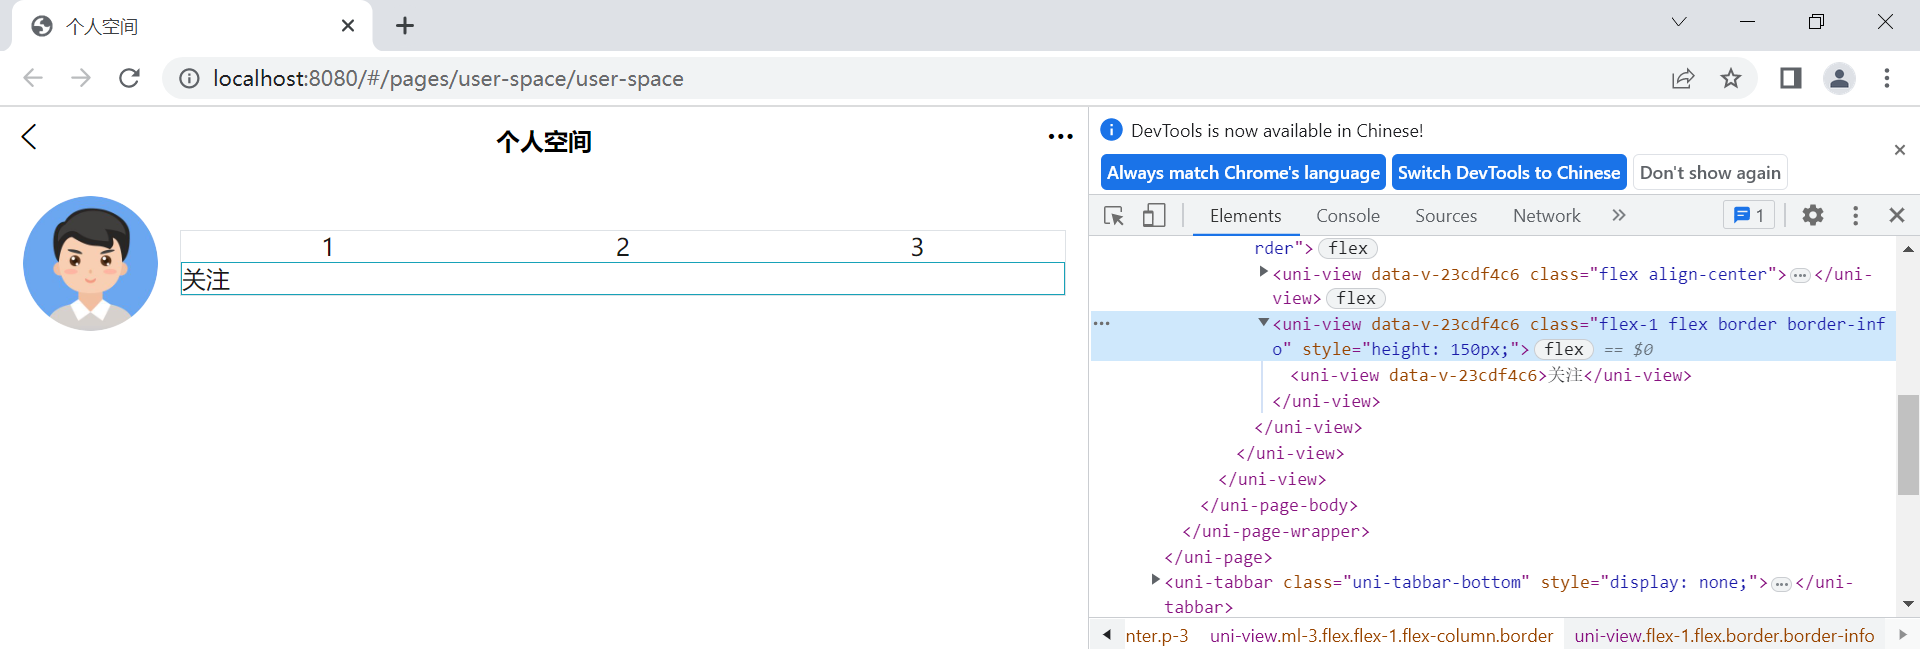 个人空间
localhost:8080/#/pages/user-space/user-space
个人空间
1 2 3
关注
DevTools is now available in Chinese!
Always match Chrome's language Switch DevTools to Chinese Don't show again
Elements Console Sources Network » 1
rder"> flex
<uni-view data-v-23cdf4c6 class="flex align-center">…</uni-
view> flex
<uni-view data-v-23cdf4c6 class="flex-1 flex border border-inf
o" style="height: 150px;"> flex == $0
<uni-view data-v-23cdf4c6>关注</uni-view>
</uni-view>
</uni-view>
</uni-view>
</uni-view>
</uni-page-body>
</uni-page-wrapper>
</uni-page>
<uni-tabbar class="uni-tabbar-bottom" style="display: none;">…</uni-
tabbar>
nter.p-3 uni-view.ml-3.flex.flex-1.flex-column.border uni-view.flex-1.flex.border.border-info